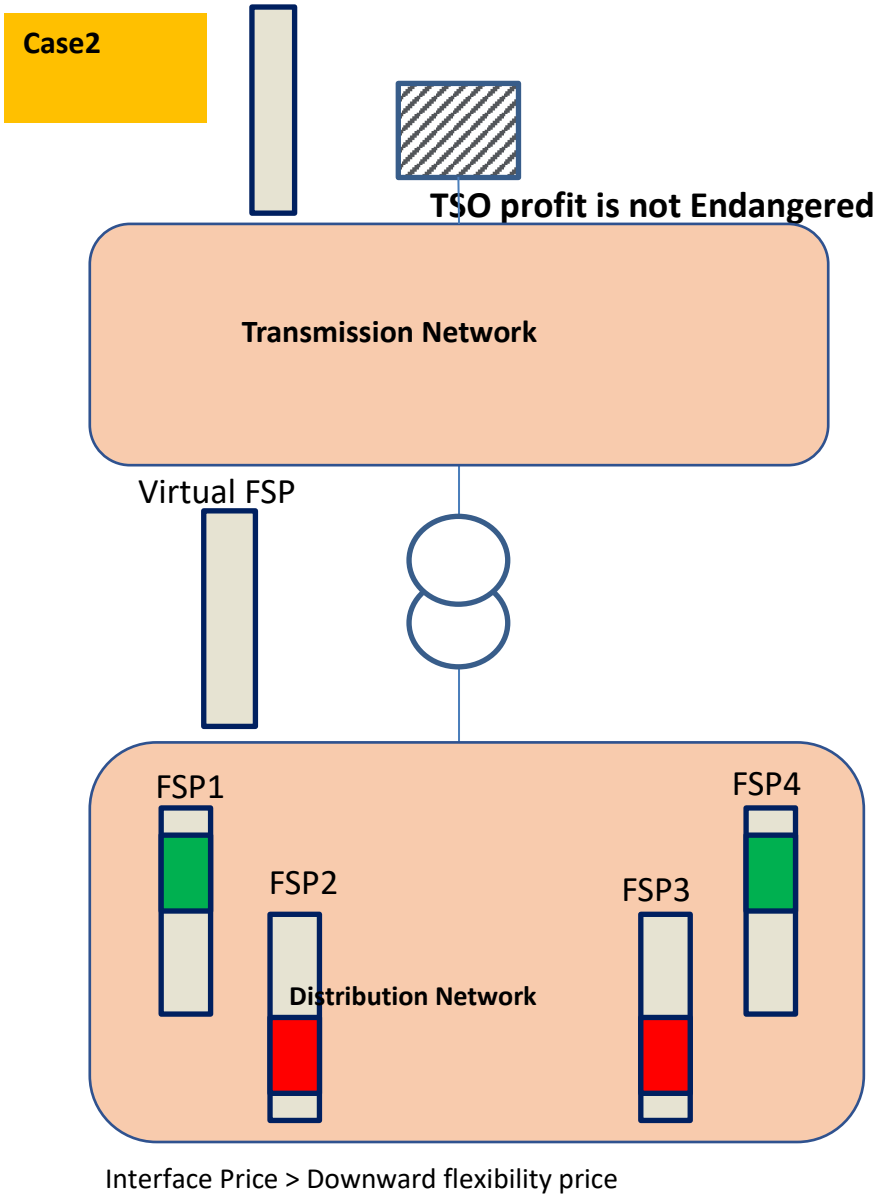 Case2
TSO profit is not Endangered
Transmission Network
Virtual FSP
FSP1
FSP4
FSP2
FSP3
Distribution Network
Interface Price > Downward flexibility price